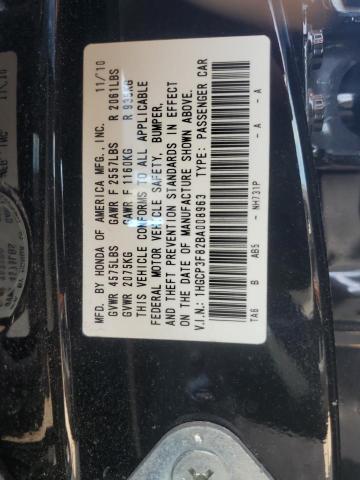 MFD. BY HONDA OF AMERICA MFG., INC. 11/10
GVWR 4575LBS GAWR F 2557LBS R 2061LBS
GVWR 2075KG GAWR F 1160KG R 935KG
THIS VEHICLE CONFORMS TO ALL APPLICABLE
FEDERAL MOTOR VEHICLE SAFETY, BUMPER,
AND THEFT PREVENTION STANDARDS IN EFFECT
ON THE DATE OF MANUFACTURE SHOWN ABOVE.
V.I.N.: 1HGCP3F82BA008963 TYPE: PASSENGER CAR
TA6 B AB5 - NH731P A - A - A